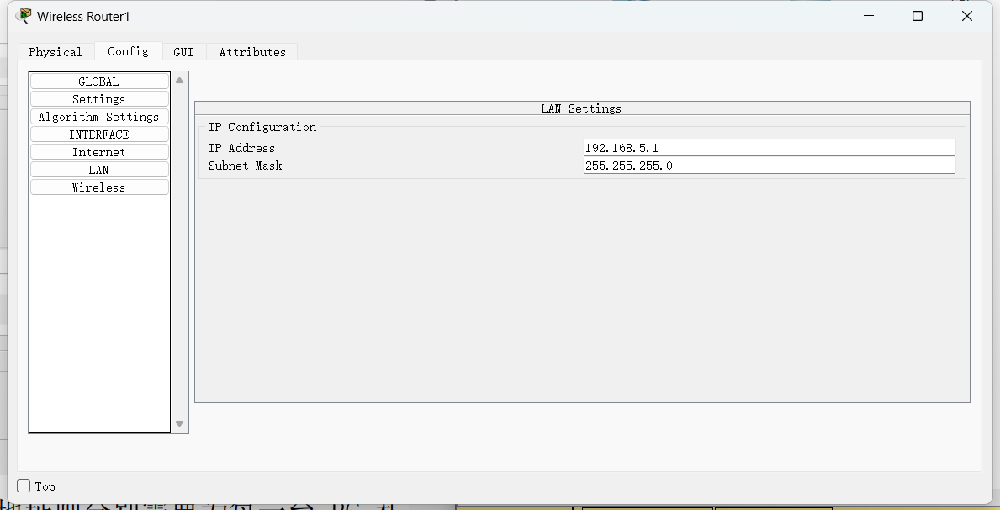 Wireless Router1
Physical Config GUI Attributes
GLOBAL
Settings
Algorithm Settings
INTERFACE
Internet
LAN
Wireless
LAN Settings
IP Configuration
IP Address 192.168.5.1
Subnet Mask 255.255.255.0
Top